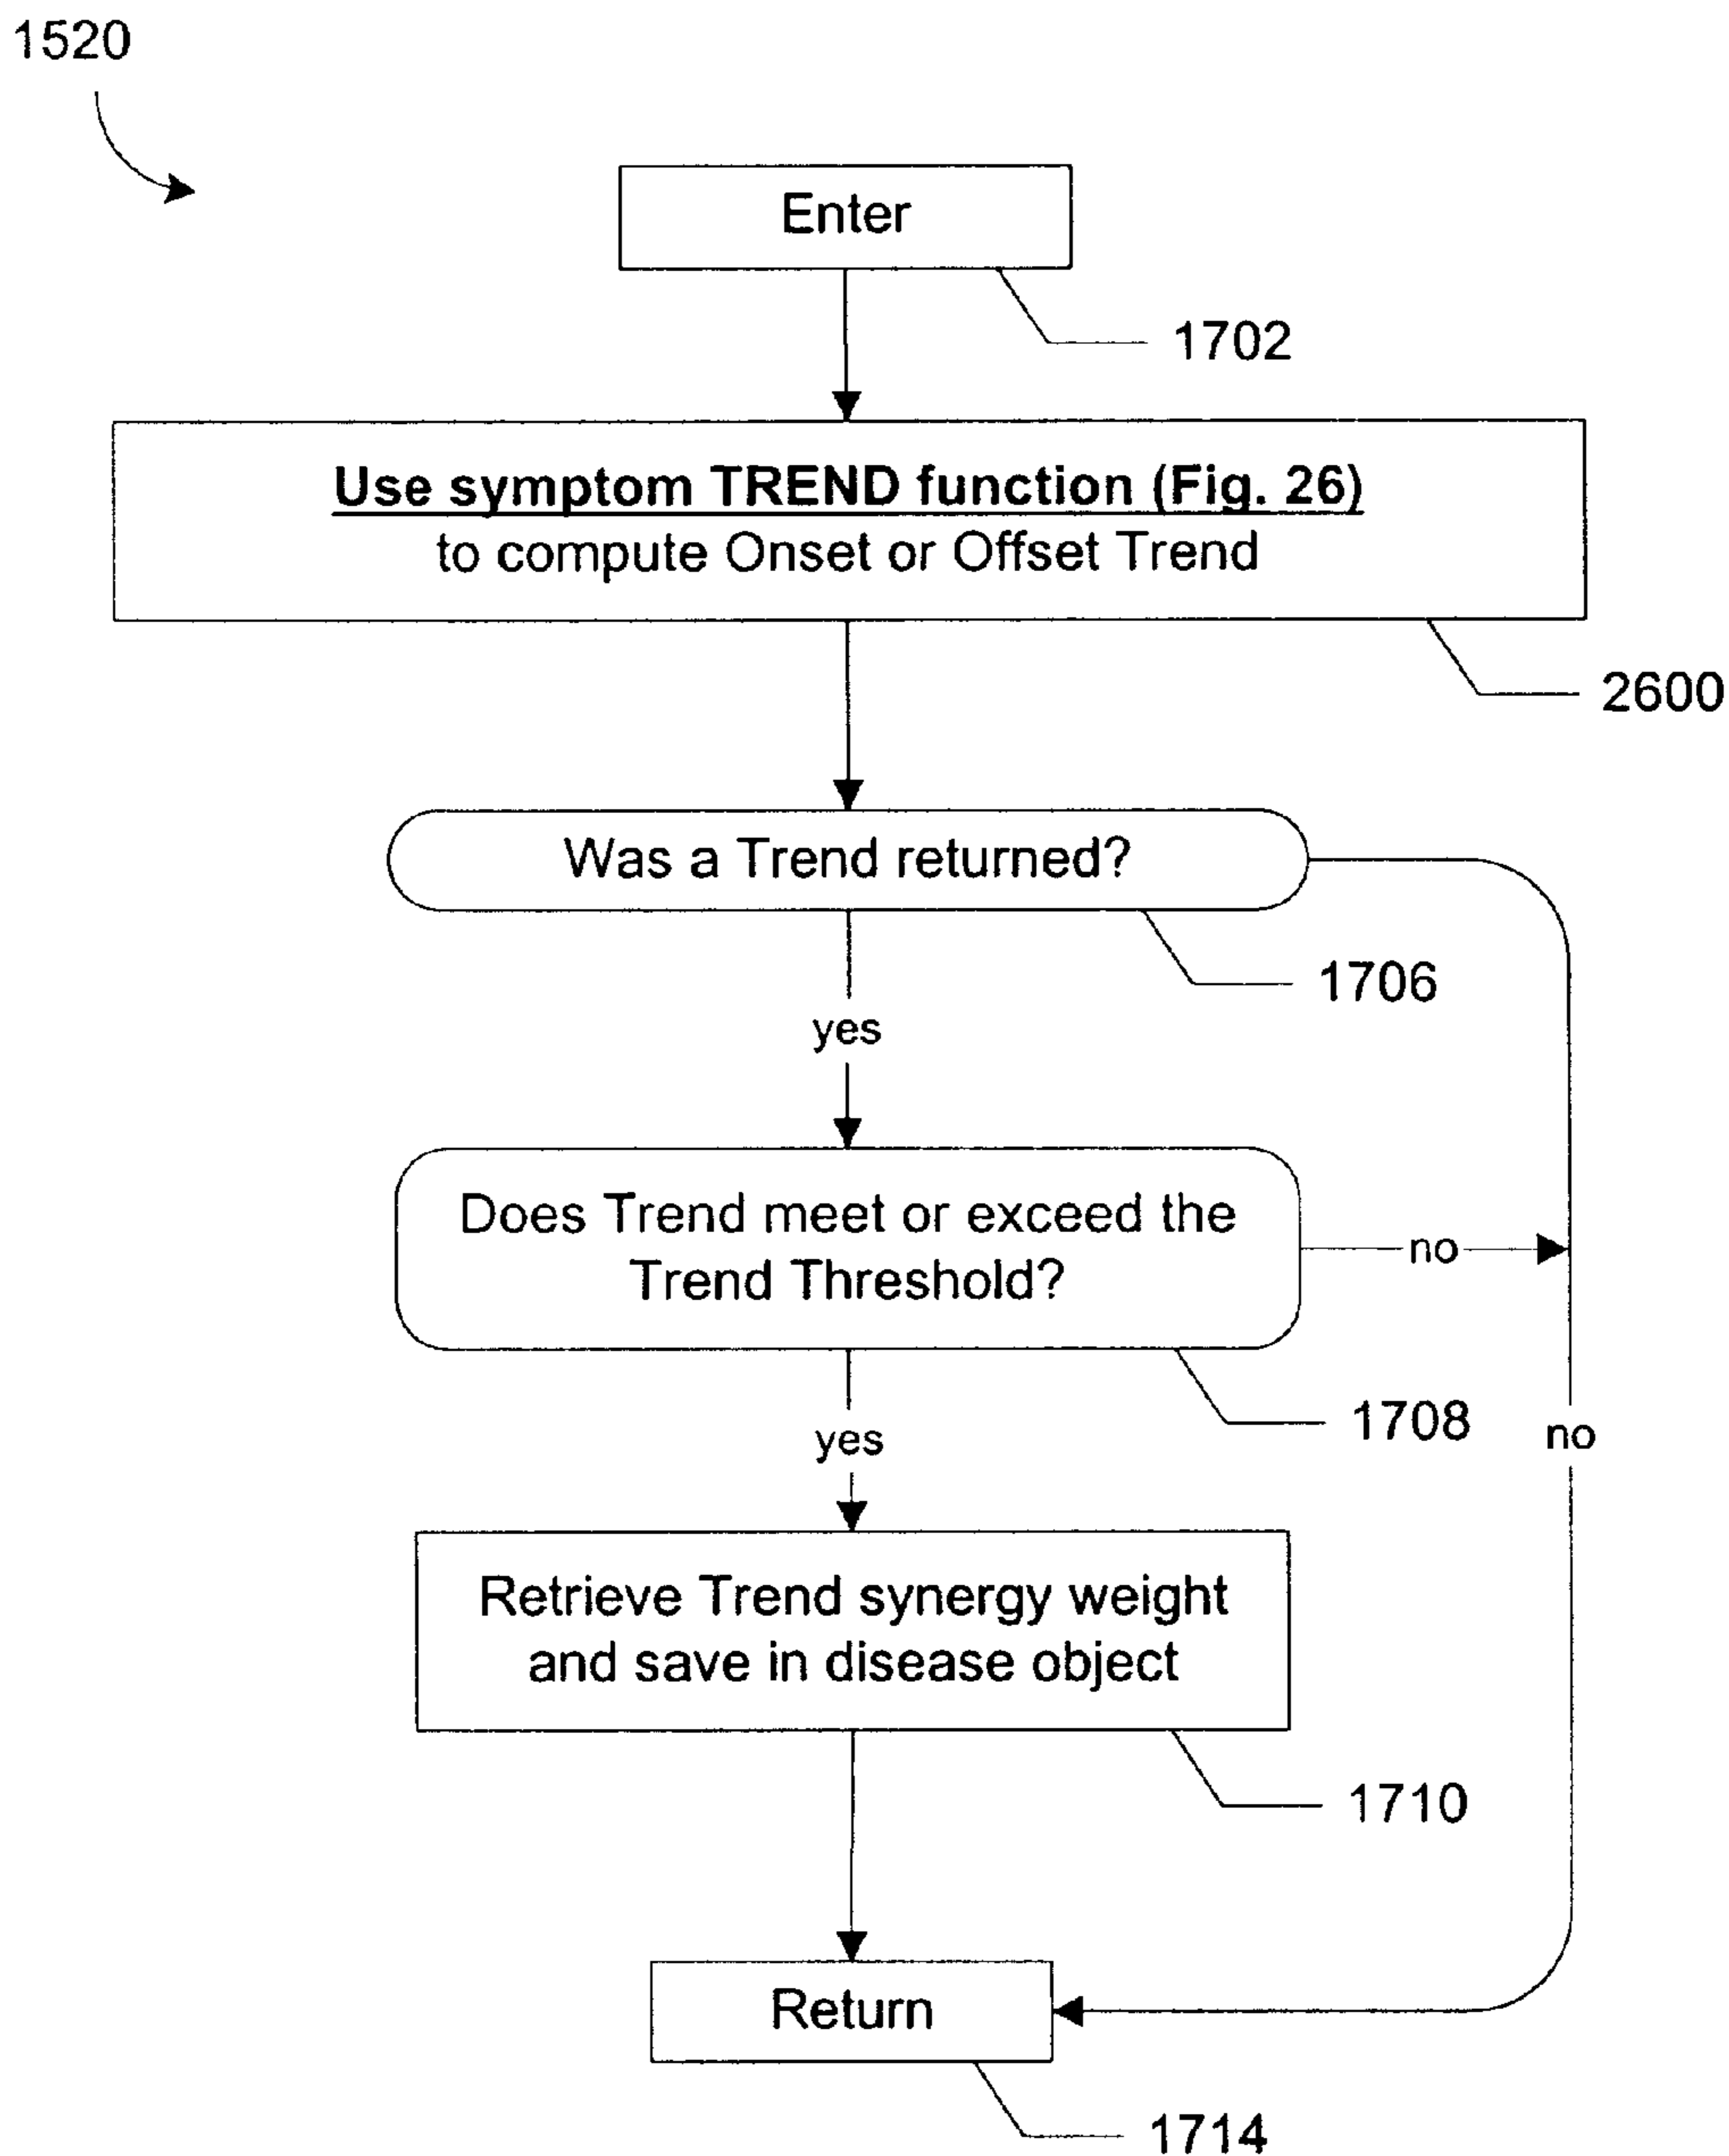 1520
Enter
1702
Use symptom TREND function (Fig. 26)
to compute Onset or Offset Trend
2600
Was a Trend returned?
1706
yes
Does Trend meet or exceed the
Trend Threshold?
no
1708
no
yes
Retrieve Trend synergy weight
and save in disease object
1710
Return
1714